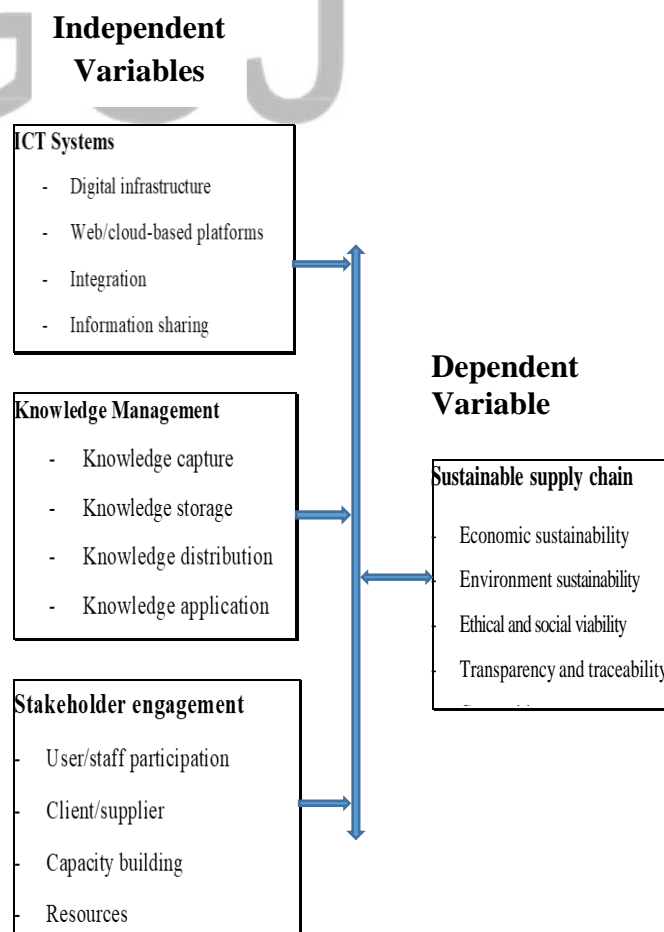 Independent
Variables
ICT Systems
- Digital infrastructure
- Web/cloud-based platforms
- Integration
- Information sharing
Knowledge Management
- Knowledge capture
- Knowledge storage
- Knowledge distribution
- Knowledge application
Stakeholder engagement
- User/staff participation
- Client/supplier
- Capacity building
- Resources
Dependent
Variable
Sustainable supply chain
- Economic sustainability
- Environment sustainability
- Ethical and social viability
- Transparency and traceability